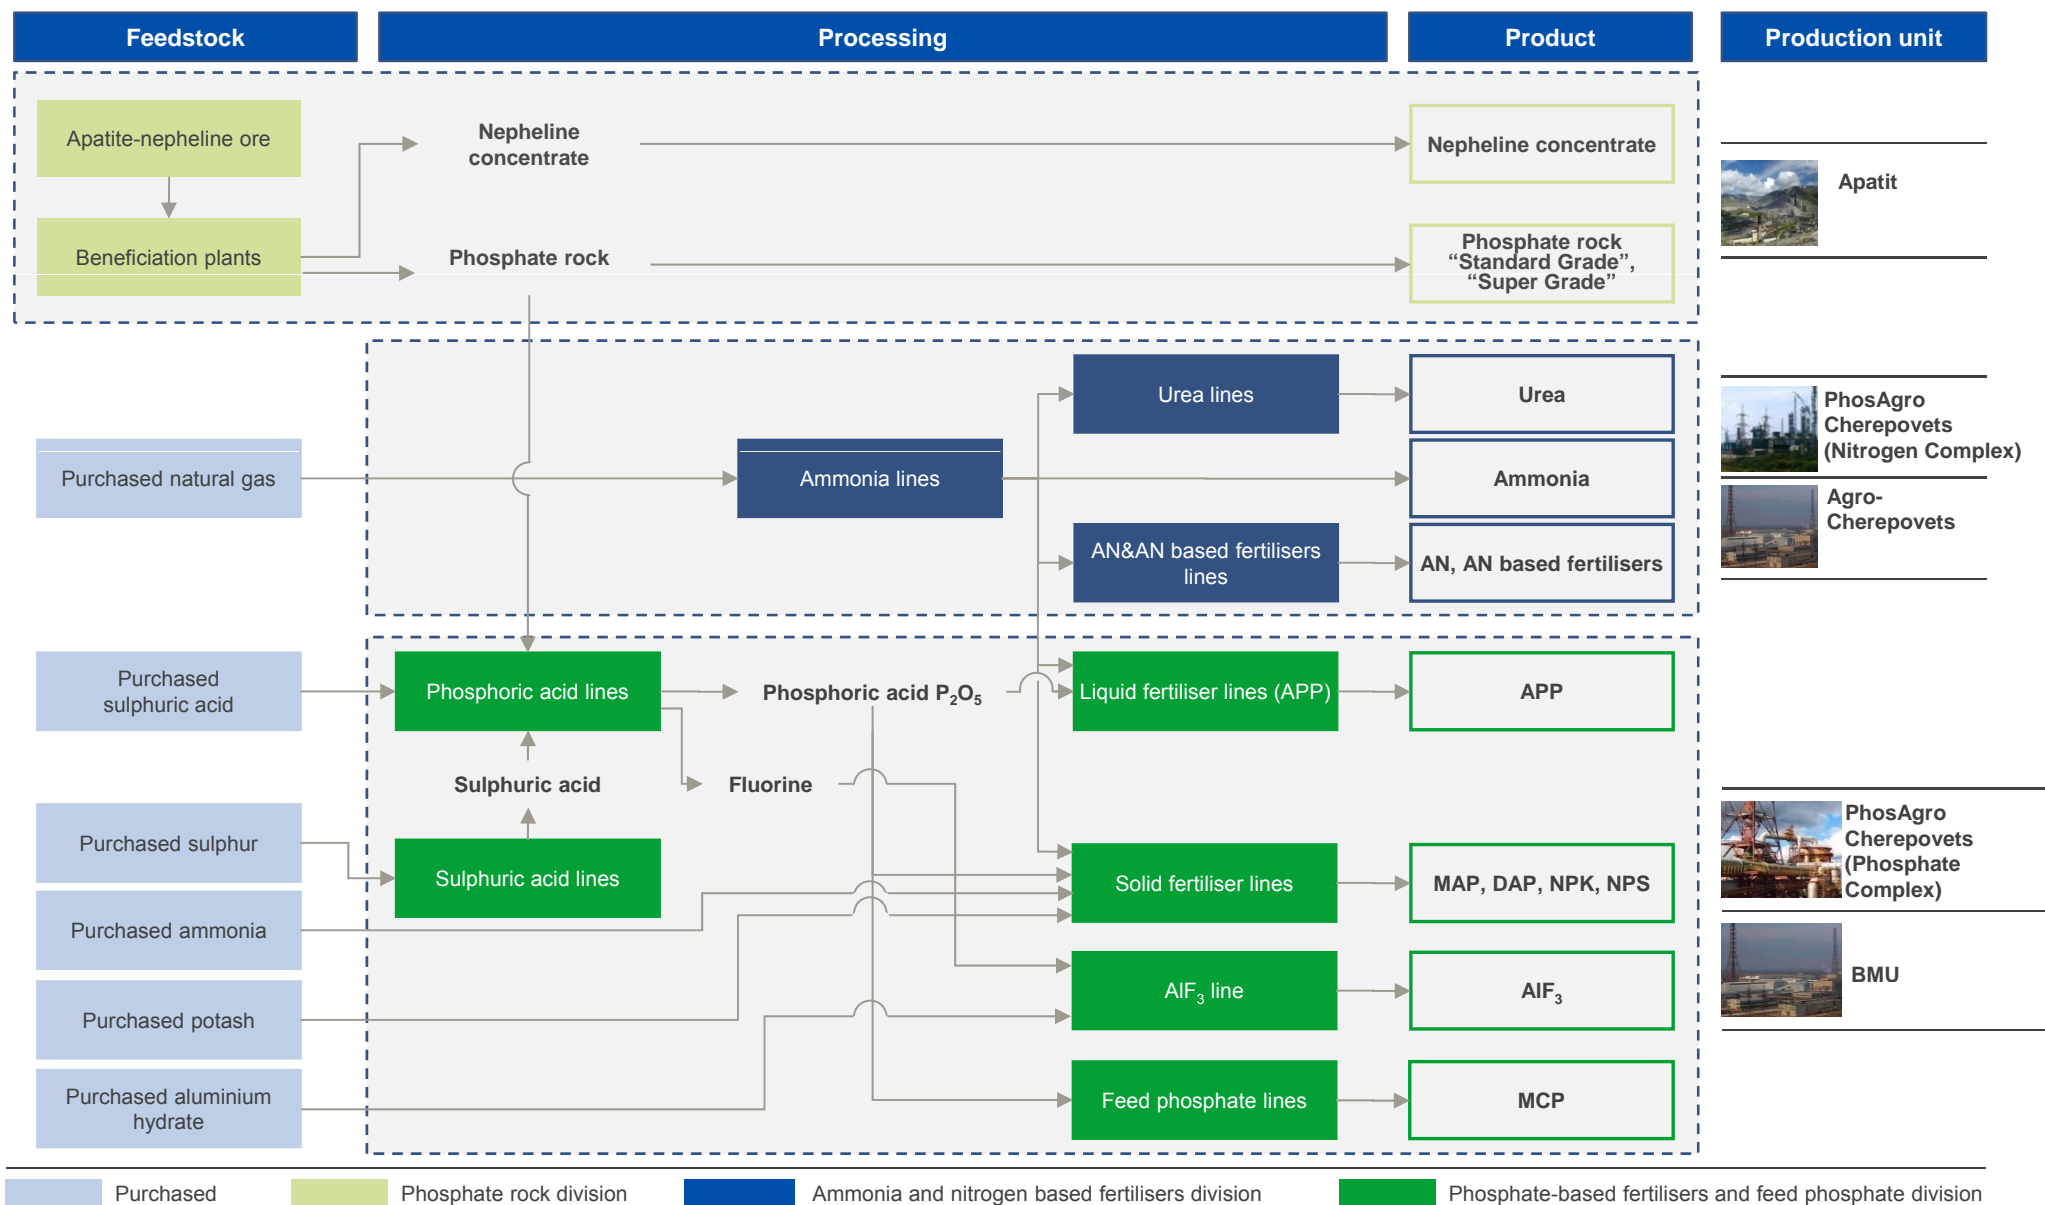 Feedstock
Processing
Product
Production unit
Apatite-nepheline ore
Nepheline
concentrate
Nepheline concentrate
Apatit
Beneficiation plants
Phosphate rock
Phosphate rock
“Standard Grade”,
“Super Grade”
Urea lines
Urea
PhosAgro
Cherepovets
(Nitrogen Complex)
Purchased natural gas
Ammonia lines
Ammonia
Agro-
Cherepovets
AN&AN based fertilisers
lines
AN, AN based fertilisers
Purchased
sulphuric acid
Phosphoric acid lines
Phosphoric acid P₂O₅
Liquid fertiliser lines (APP)
APP
Sulphuric acid
Fluorine
Purchased sulphur
Sulphuric acid lines
Solid fertiliser lines
MAP, DAP, NPK, NPS
PhosAgro
Cherepovets
(Phosphate
Complex)
Purchased ammonia
Purchased potash
AlF₃ line
AlF₃
BMU
Purchased aluminium
hydrate
Feed phosphate lines
MCP
Purchased
Phosphate rock division
Ammonia and nitrogen based fertilisers division
Phosphate-based fertilisers and feed phosphate division